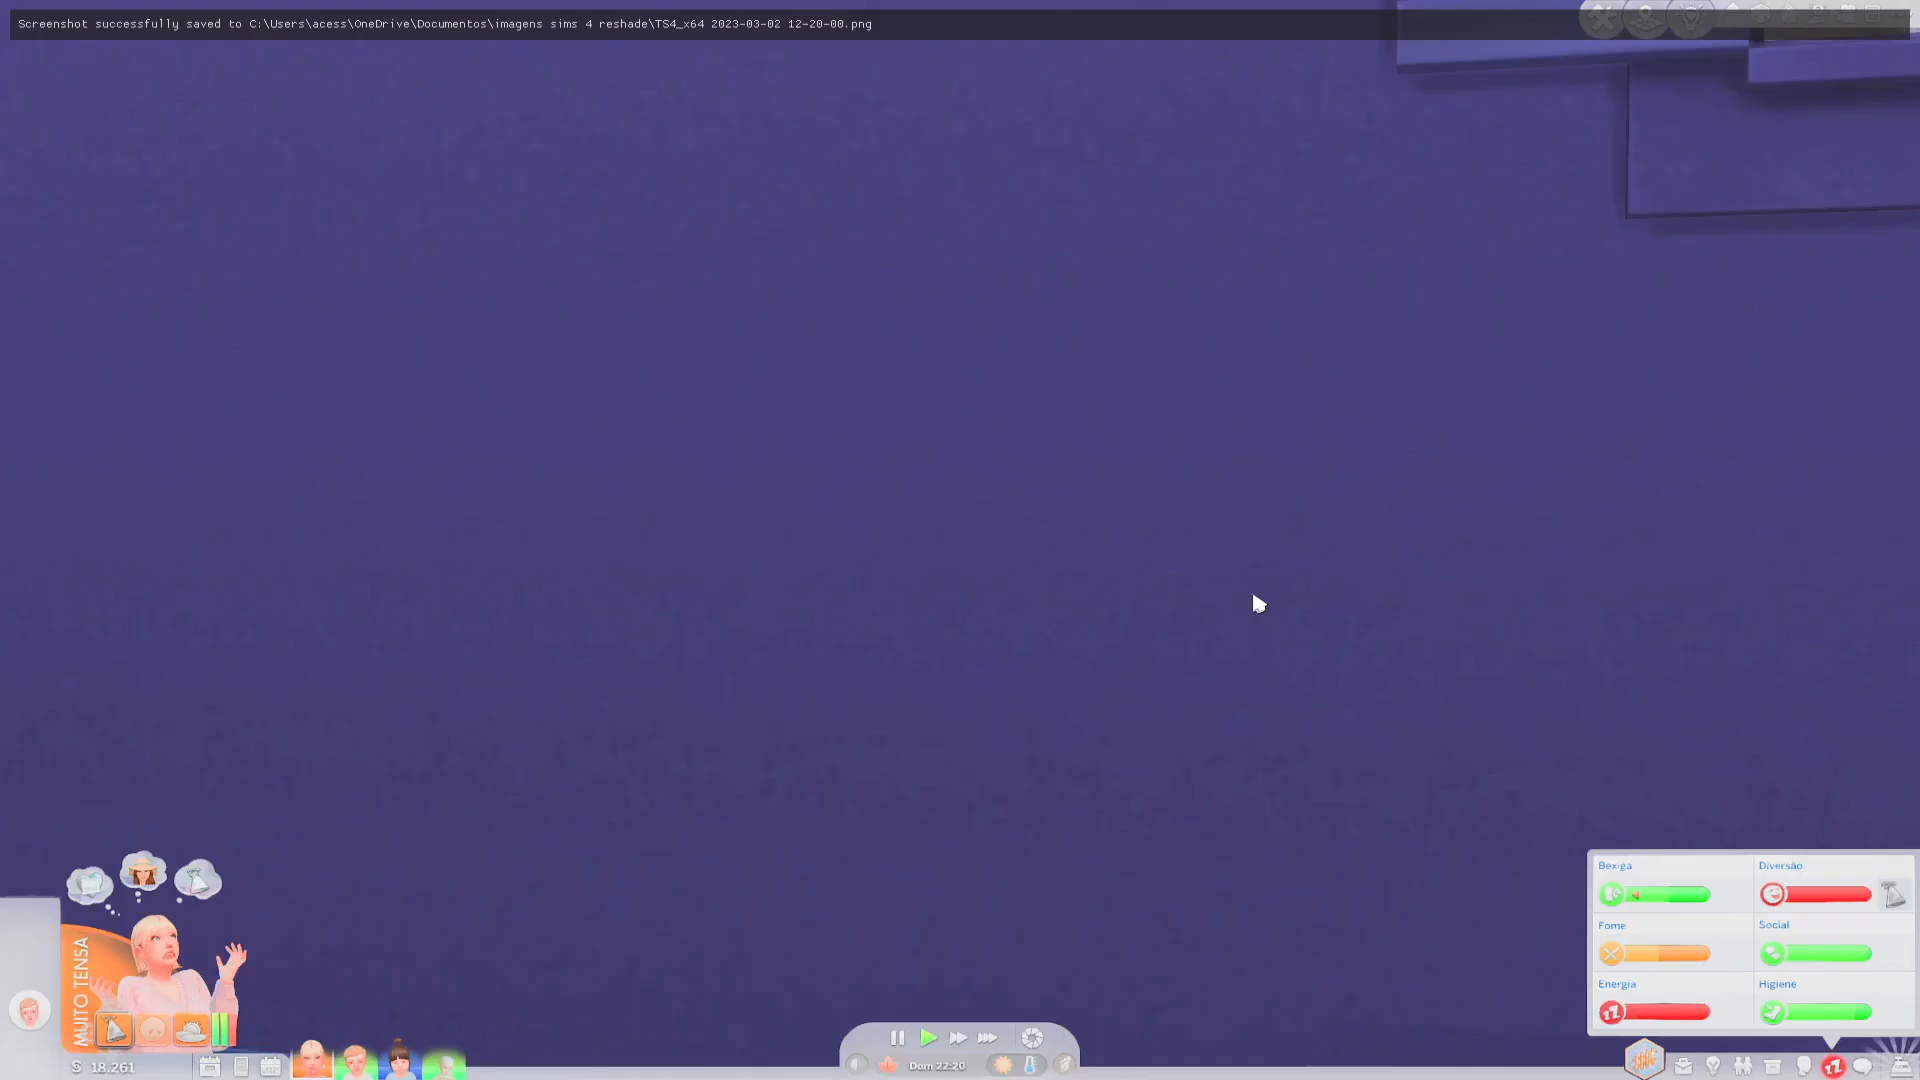 Screenshot successfully saved to C:\Users\acess\OneDrive\Documentos\imagens sims 4 reshade\TS4_x64 2023-03-02 12-20-00.png
Bexiga
Diversão
Fome
Social
Energia
Higiene
MUITO TENSA
18.261
Dom 22:20